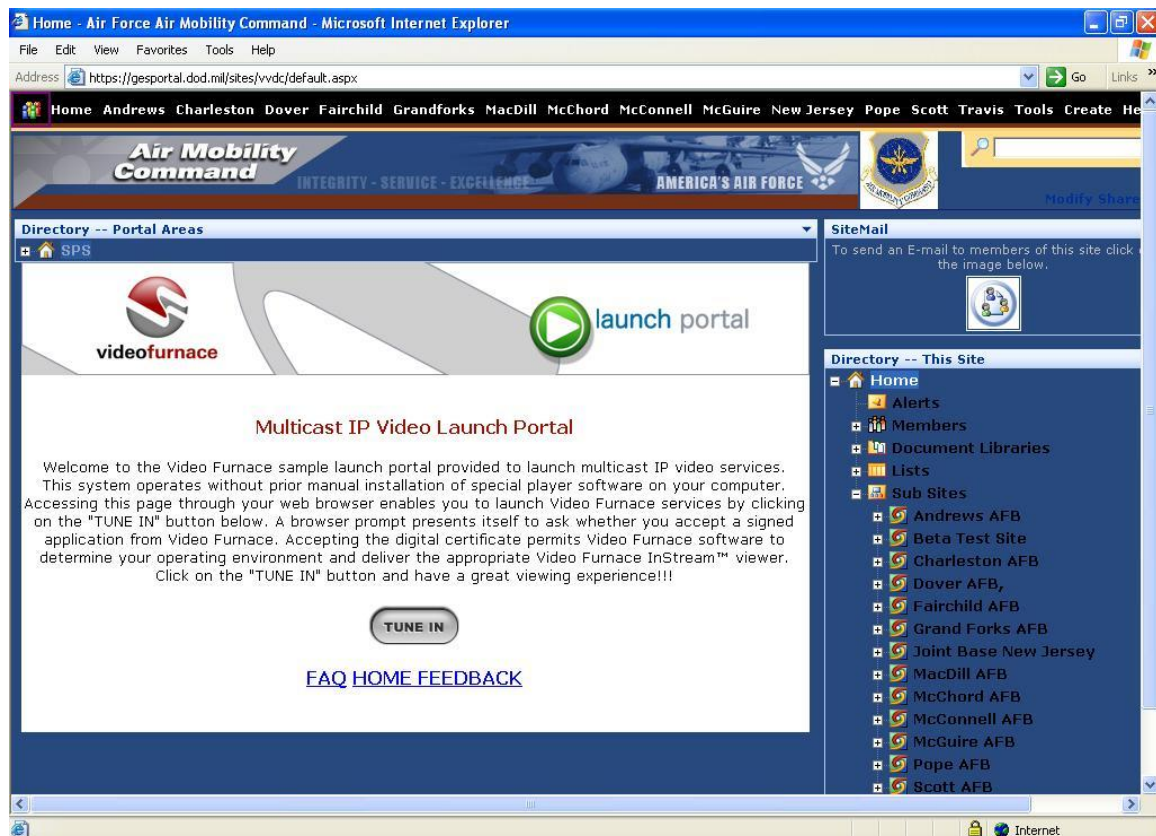 Home - Air Force Air Mobility Command - Microsoft Internet Explorer
File Edit View Favorites Tools Help
Address https://gesportal.dod.mil/sites/vvdc/default.aspx Go Links »
Home Andrews Charleston Dover Fairchild Grandforks MacDill McChord McConnell McGuire New Jersey Pope Scott Travis Tools Create He
Air Mobility
Command
INTEGRITY - SERVICE - EXCELLENCE
AMERICA'S AIR FORCE
Modify Share
Directory -- Portal Areas
SPS
videofurnace
launch portal
Multicast IP Video Launch Portal
Welcome to the Video Furnace sample launch portal provided to launch multicast IP video services.
This system operates without prior manual installation of special player software on your computer.
Accessing this page through your web browser enables you to launch Video Furnace services by clicking
on the "TUNE IN" button below. A browser prompt presents itself to ask whether you accept a signed
application from Video Furnace. Accepting the digital certificate permits Video Furnace software to
determine your operating environment and deliver the appropriate Video Furnace InStream™ viewer.
Click on the "TUNE IN" button and have a great viewing experience!!!
TUNE IN
FAQ HOME FEEDBACK
SiteMail
To send an E-mail to members of this site click
the image below.
Directory -- This Site
Home
Alerts
Members
Document Libraries
Lists
Sub Sites
Andrews AFB
Beta Test Site
Charleston AFB
Dover AFB,
Fairchild AFB
Grand Forks AFB
Joint Base New Jersey
MacDill AFB
McChord AFB
McConnell AFB
McGuire AFB
Pope AFB
Scott AFB
Internet